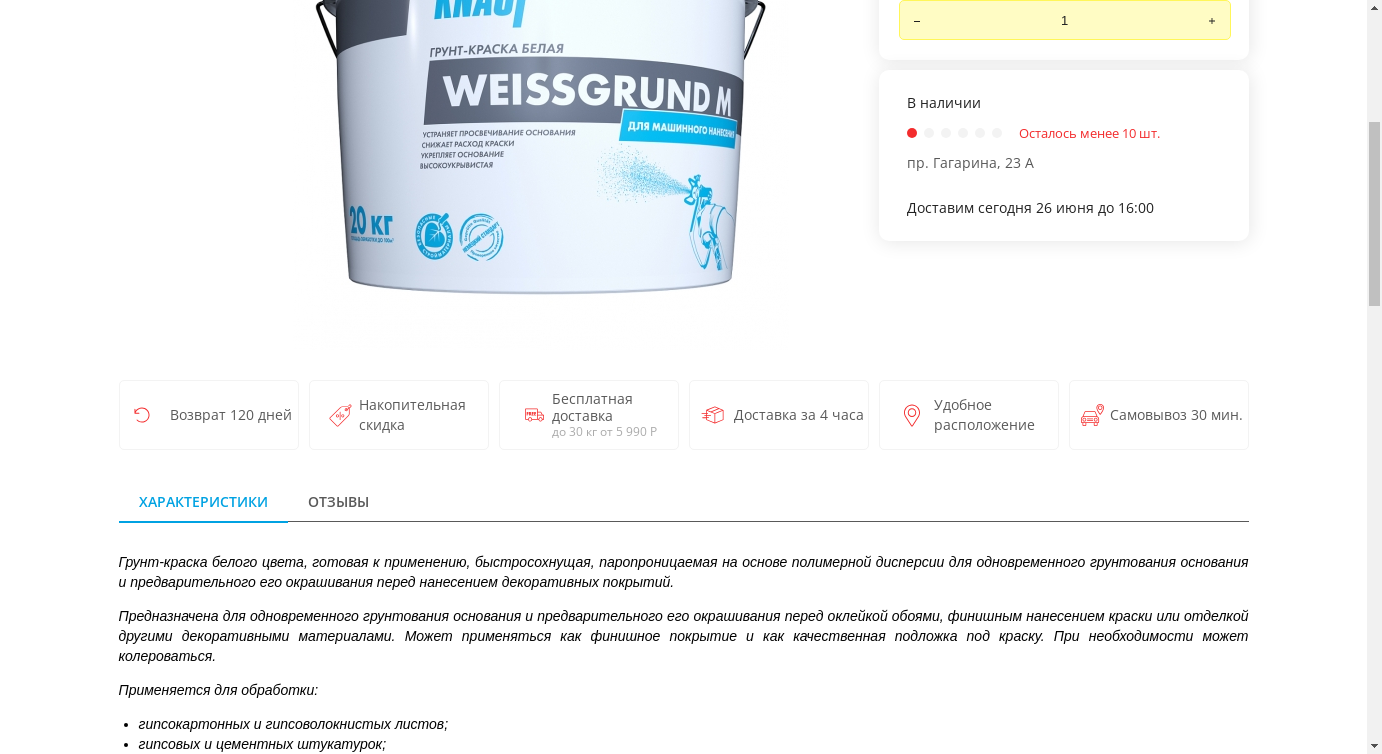 KNAUF
ГРУНТ-КРАСКА БЕЛАЯ
WEISSGRUND M
ДЛЯ МАШИННОГО НАНЕСЕНИЯ
УСТРАНЯЕТ ПРОСВЕЧИВАНИЕ ОСНОВАНИЯ
СНИЖАЕТ РАСХОД КРАСКИ
УКРЕПЛЯЕТ ОСНОВАНИЕ
ВЫСОКОУКРЫВИСТАЯ
20 КГ
– 1 +
В наличии
Осталось менее 10 шт.
пр. Гагарина, 23 А
Доставим сегодня 26 июня до 16:00
Возврат 120 дней
Накопительная
скидка
Бесплатная
доставка
до 30 кг от 5 990 Р
Доставка за 4 часа
Удобное
расположение
Самовывоз 30 мин.
ХАРАКТЕРИСТИКИ ОТЗЫВЫ
Грунт-краска белого цвета, готовая к применению, быстросохнущая, паропроницаемая на основе полимерной дисперсии для одновременного грунтования основания
и предварительного его окрашивания перед нанесением декоративных покрытий.
Предназначена для одновременного грунтования основания и предварительного его окрашивания перед оклейкой обоями, финишным нанесением краски или отделкой
другими декоративными материалами. Может применяться как финишное покрытие и как качественная подложка под краску. При необходимости может
колероваться.
Применяется для обработки:
• гипсокартонных и гипсоволокнистых листов;
• гипсовых и цементных штукатурок;